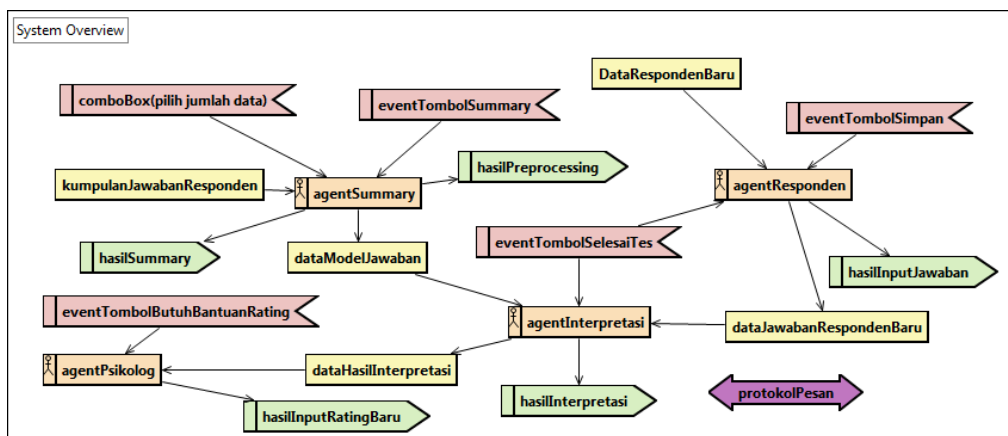 System Overview
DataRespondenBaru
comboBox(pilih jumlah data)
eventTombolSummary
eventTombolSimpan
hasilPreprocessing
kumpulanJawabanResponden
agentSummary
agentResponden
eventTombolSelesaiTes
hasilSummary
dataModelJawaban
hasilInputJawaban
eventTombolButuhBantuanRating
agentInterpretasi
dataJawabanRespondenBaru
agentPsikolog
dataHasilInterpretasi
protokolPesan
hasilInterpretasi
hasilInputRatingBaru